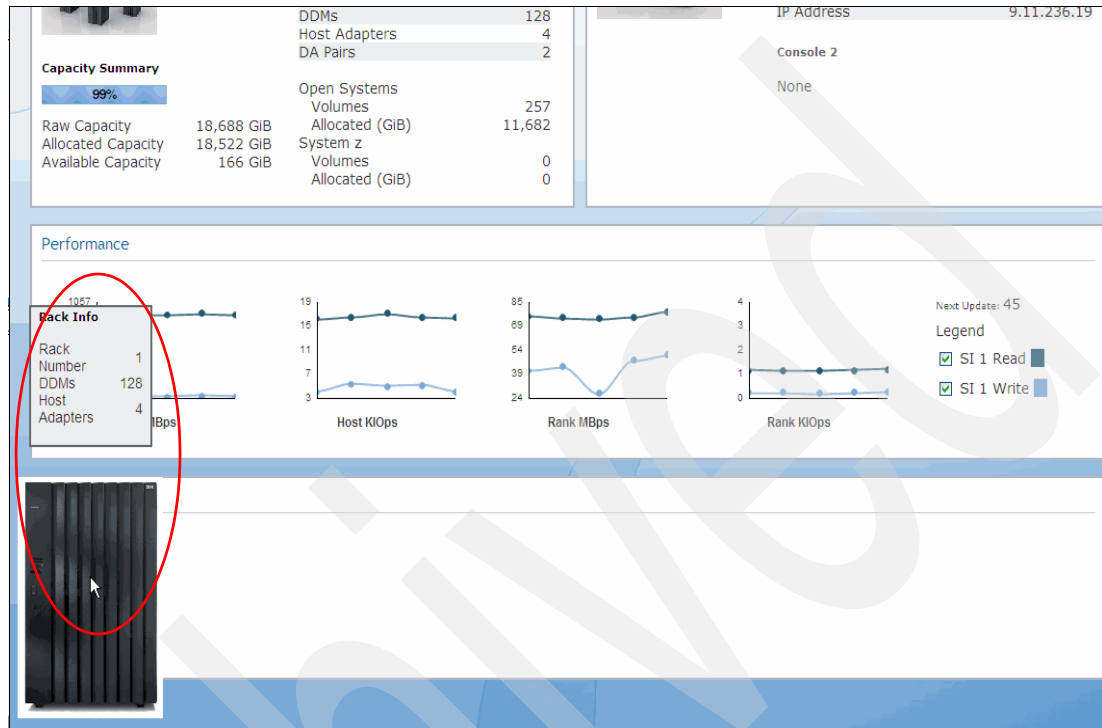 DDMs 128
Host Adapters 4
DA Pairs 2
IP Address 9.11.236.19
Capacity Summary
99%
Raw Capacity 18,688 GiB
Allocated Capacity 18,522 GiB
Available Capacity 166 GiB
Open Systems
Volumes 257
Allocated (GiB) 11,682
System z
Volumes 0
Allocated (GiB) 0
Console 2
None
Performance
1057
Rack Info
Rack Number 1
DDMs 128
Host Adapters 4
MBps
19
15
11
7
3
Host KIOps
85
69
54
39
24
Rank MBps
4
3
2
1
0
Rank KIOps
Next Update: 45
Legend
SI 1 Read
SI 1 Write
IBM
hived